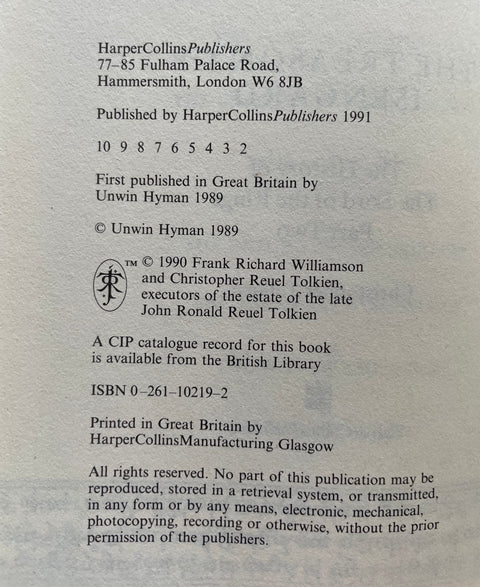 HarperCollinsPublishers
77–85 Fulham Palace Road,
Hammersmith, London W6 8JB
Published by HarperCollinsPublishers 1991
10 9 8 7 6 5 4 3 2
First published in Great Britain by
Unwin Hyman 1989
© Unwin Hyman 1989
™ © 1990 Frank Richard Williamson
and Christopher Reuel Tolkien,
executors of the estate of the late
John Ronald Reuel Tolkien
A CIP catalogue record for this book
is available from the British Library
ISBN 0–261–10219–2
Printed in Great Britain by
HarperCollinsManufacturing Glasgow
All rights reserved. No part of this publication may be
reproduced, stored in a retrieval system, or transmitted,
in any form or by any means, electronic, mechanical,
photocopying, recording or otherwise, without the prior
permission of the publishers.